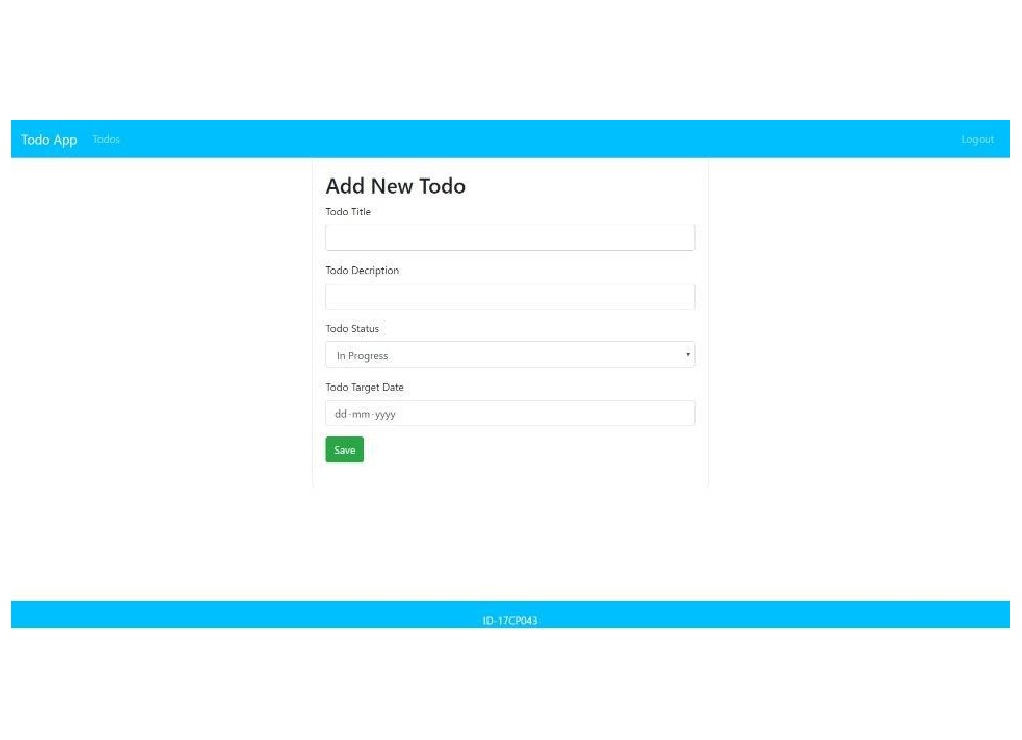 Todo App Todos Logout
Add New Todo
Todo Title
Todo Decription
Todo Status
In Progress
Todo Target Date
dd-mm-yyyy
Save
ID-17CP043